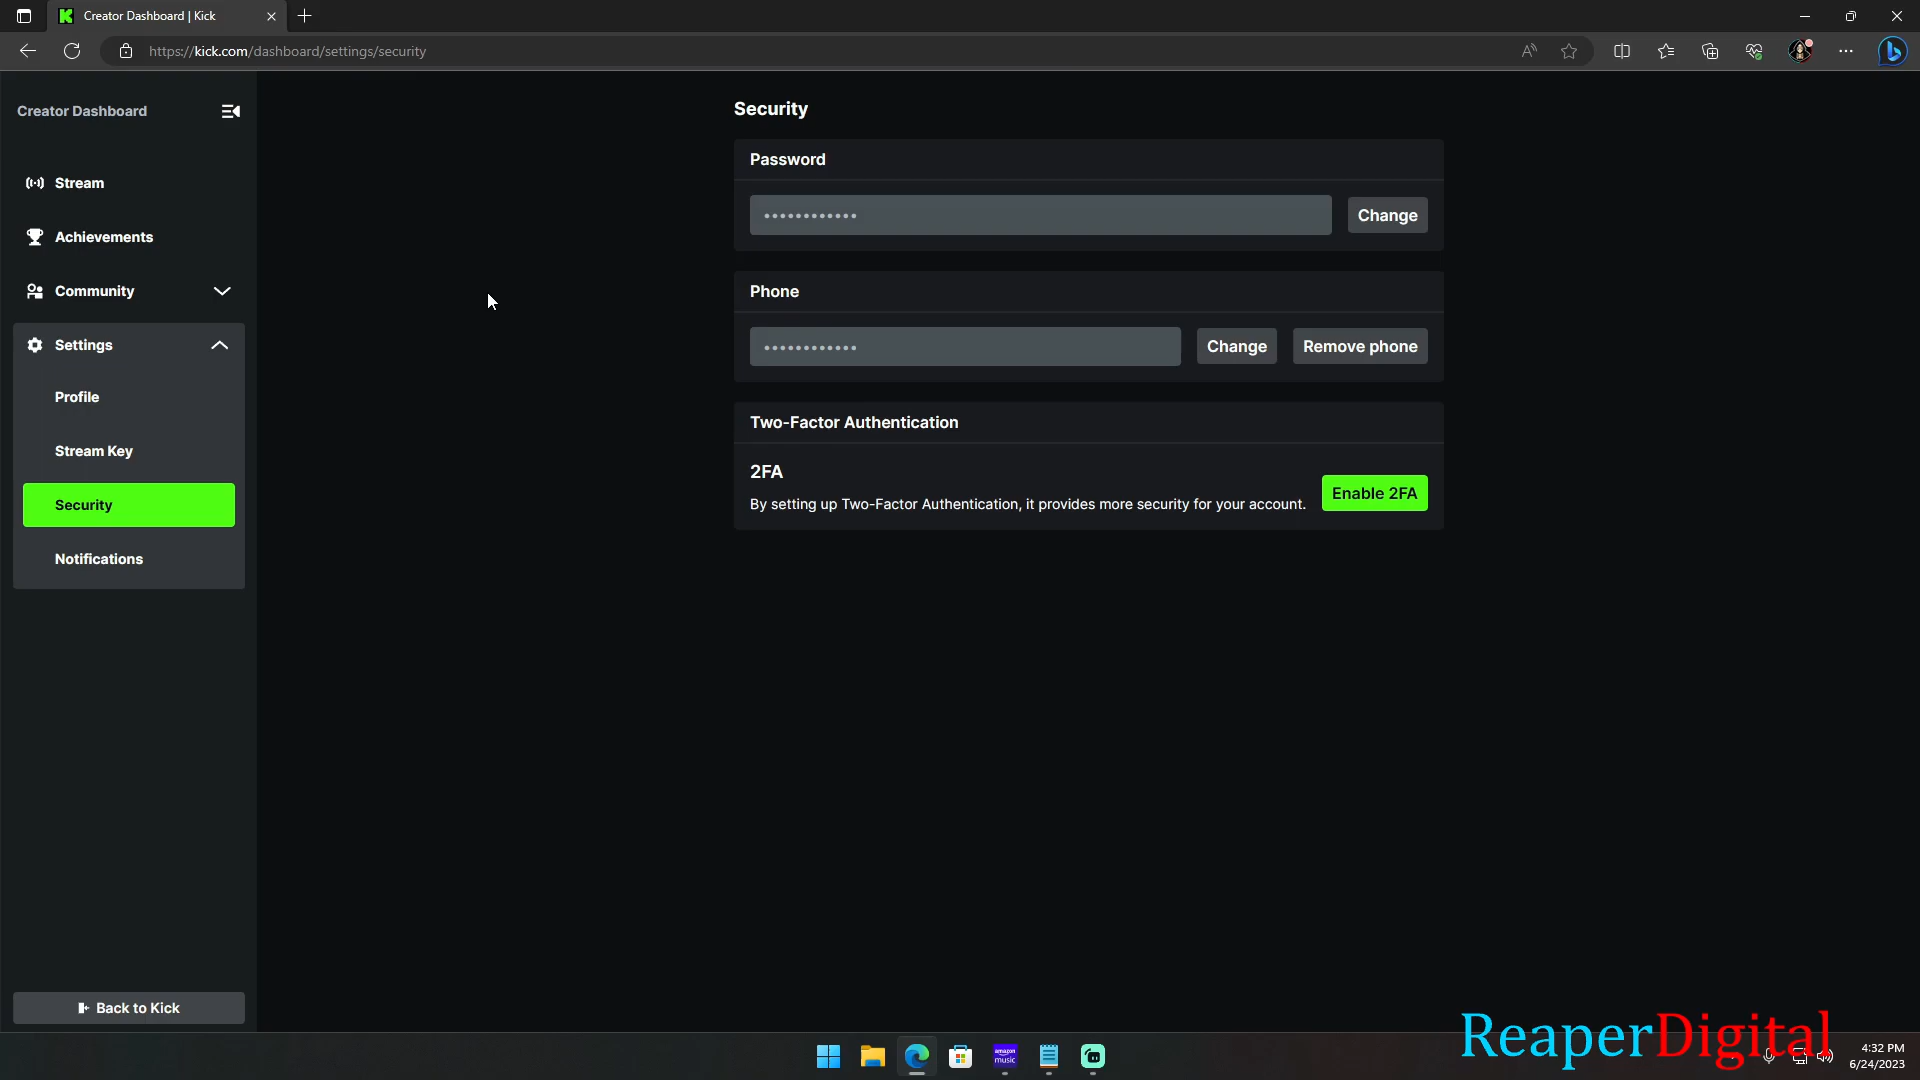 Creator Dashboard | Kick
https://kick.com/dashboard/settings/security
Creator Dashboard
Stream
Achievements
Community
Settings
Profile
Stream Key
Security
Notifications
Back to Kick
Security
Password
••••••••••••
Change
Phone
••••••••••••
Change
Remove phone
Two-Factor Authentication
2FA
By setting up Two-Factor Authentication, it provides more security for your account.
Enable 2FA
amazon
music
ReaperDigital
4:32 PM
6/24/2023